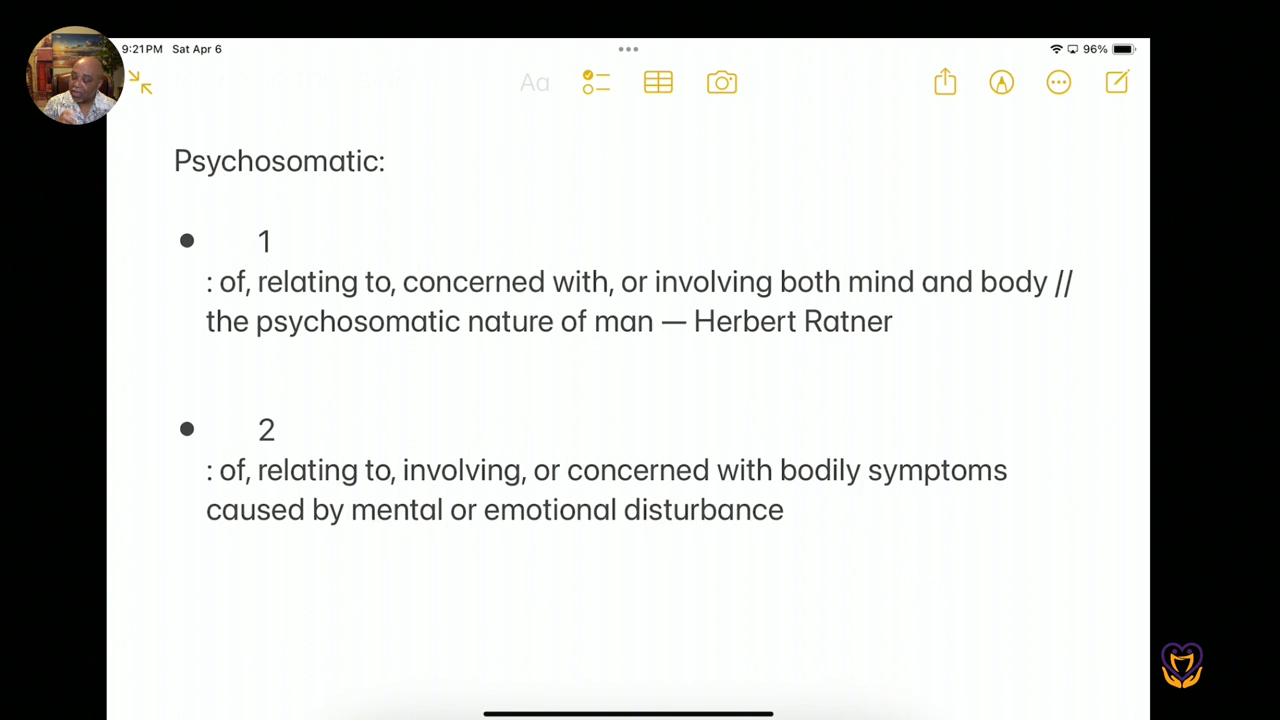 9:21PM Sat Apr 6
96%
Aa
Psychosomatic:
1
: of, relating to, concerned with, or involving both mind and body //
the psychosomatic nature of man — Herbert Ratner
2
: of, relating to, involving, or concerned with bodily symptoms
caused by mental or emotional disturbance